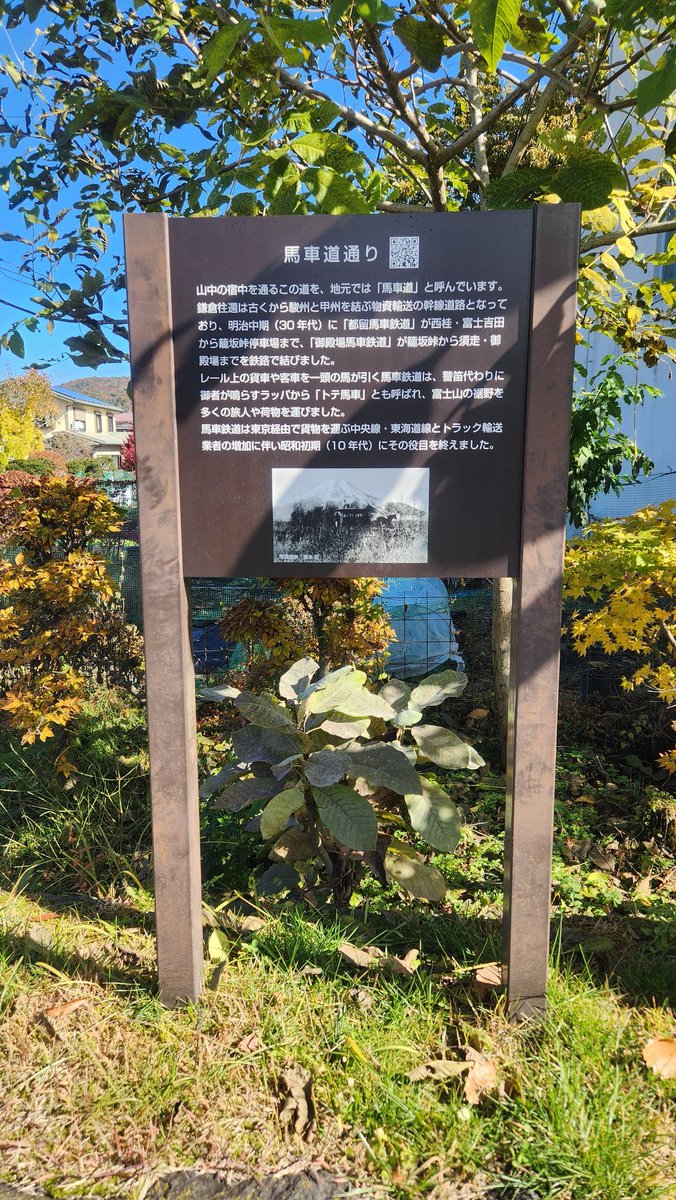 馬車道通り
山中の宿中を通るこの道を、地元では「馬車道」と呼んでいます。
鎌倉往還は古くから駿州と甲州を結ぶ物資輸送の幹線道路となって
おり、明治中期（30年代）に「都留馬車鉄道」が西桂・富士吉田
から籠坂峠停車場まで、「御殿場馬車鉄道」が籠坂峠から須走・御
殿場までを鉄路で結びました。
レール上の貨車や客車を一頭の馬が引く馬車鉄道は、警笛代わりに
御者が鳴らすラッパから「トテ馬車」とも呼ばれ、富士山の裾野を
多くの旅人や荷物を運びました。
馬車鉄道は東京経由で貨物を運ぶ中央線・東海道線とトラック輸送
業者の増加に伴い昭和初期（10年代）にその役目を終えました。